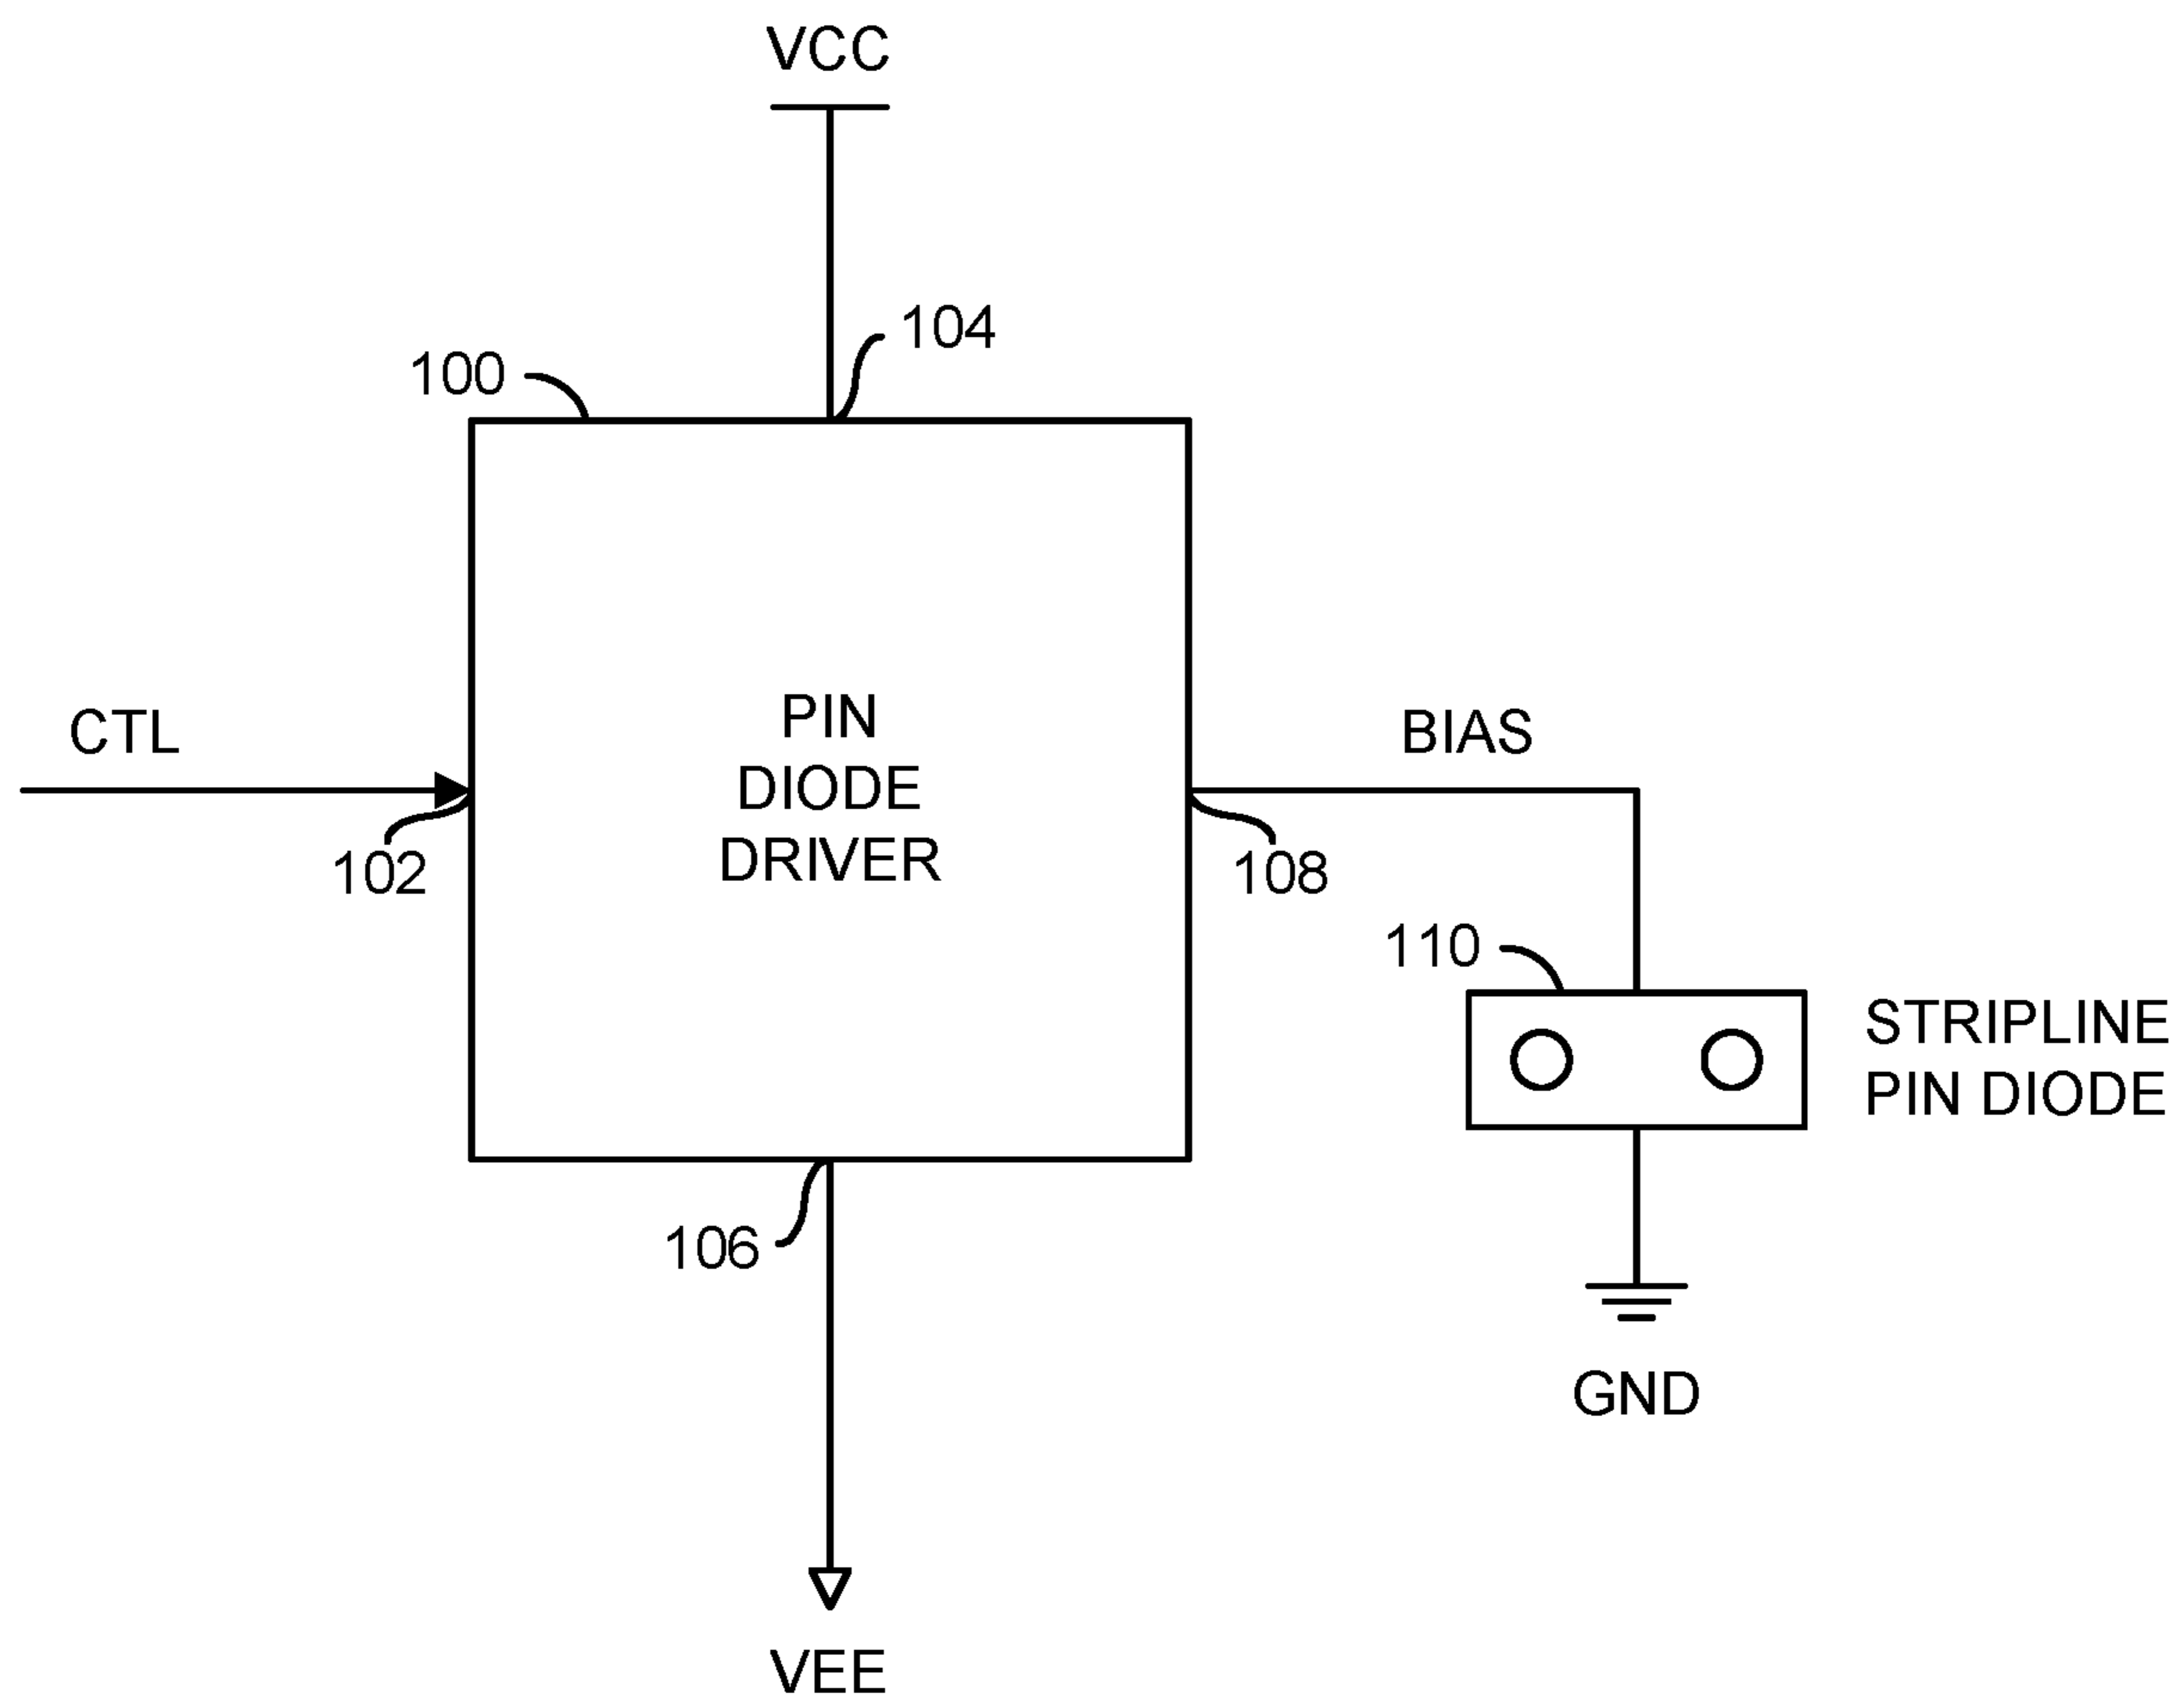 VCC
104
100
PIN
DIODE
DRIVER
CTL
BIAS
102
108
110
STRIPLINE
PIN DIODE
106
GND
VEE